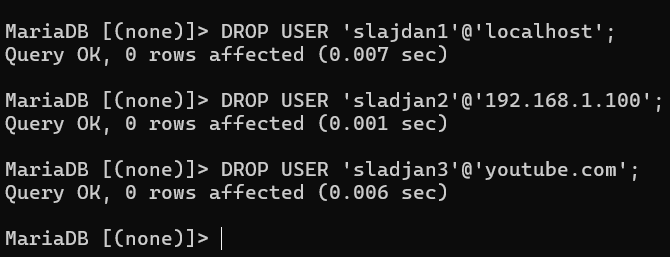 MariaDB [(none)]> DROP USER 'slajdan1'@'localhost';
Query OK, 0 rows affected (0.007 sec)
MariaDB [(none)]> DROP USER 'sladjan2'@'192.168.1.100';
Query OK, 0 rows affected (0.001 sec)
MariaDB [(none)]> DROP USER 'sladjan3'@'youtube.com';
Query OK, 0 rows affected (0.006 sec)
MariaDB [(none)]>